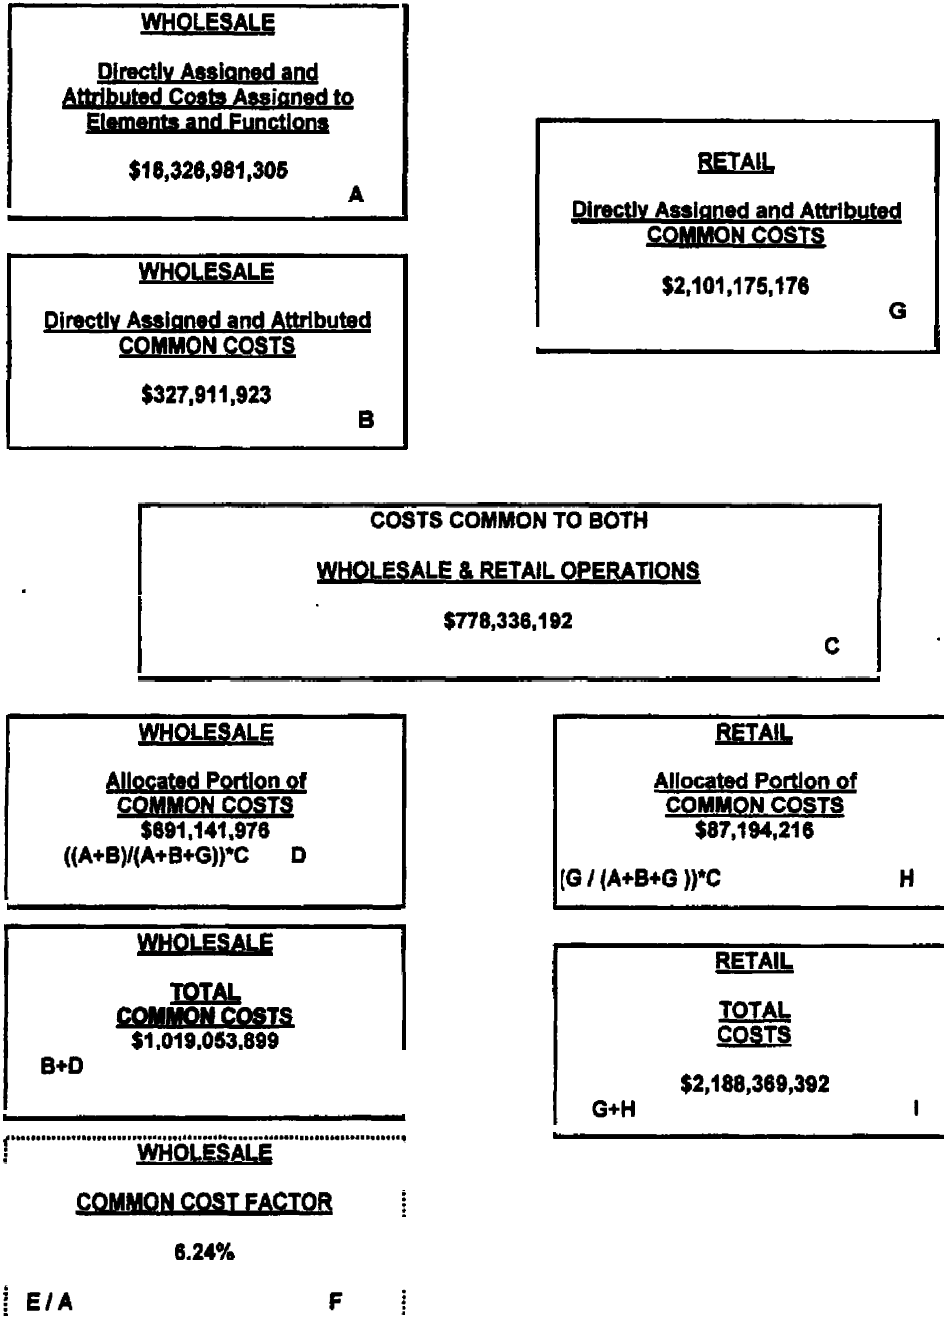 WHOLESALE
Directly Assigned and
Attributed Costs Assigned to
Elements and Functions
$16,326,981,305
A
RETAIL
Directly Assigned and Attributed
COMMON COSTS
$2,101,175,176
G
WHOLESALE
Directly Assigned and Attributed
COMMON COSTS
$327,911,923
B
COSTS COMMON TO BOTH
WHOLESALE & RETAIL OPERATIONS
$778,336,192
C
WHOLESALE
Allocated Portion of
COMMON COSTS
$691,141,976
((A+B)/(A+B+G))*C D
RETAIL
Allocated Portion of
COMMON COSTS
$87,194,216
(G / (A+B+G ))*C H
WHOLESALE
TOTAL
COMMON COSTS
$1,019,053,899
B+D
RETAIL
TOTAL
COSTS
$2,188,369,392
G+H I
WHOLESALE
COMMON COST FACTOR
6.24%
E / A F